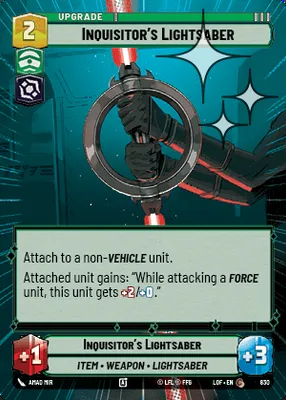 UPGRADE
2
INQUISITOR'S LIGHTSABER
Attach to a non-VEHICLE unit.
Attached unit gains: "While attacking a FORCE
unit, this unit gets +2/+0."
+1
INQUISITOR'S LIGHTSABER
ITEM • WEAPON • LIGHTSABER
+3
AMAD MIR
© LFL © FFG
LOF • EN
630